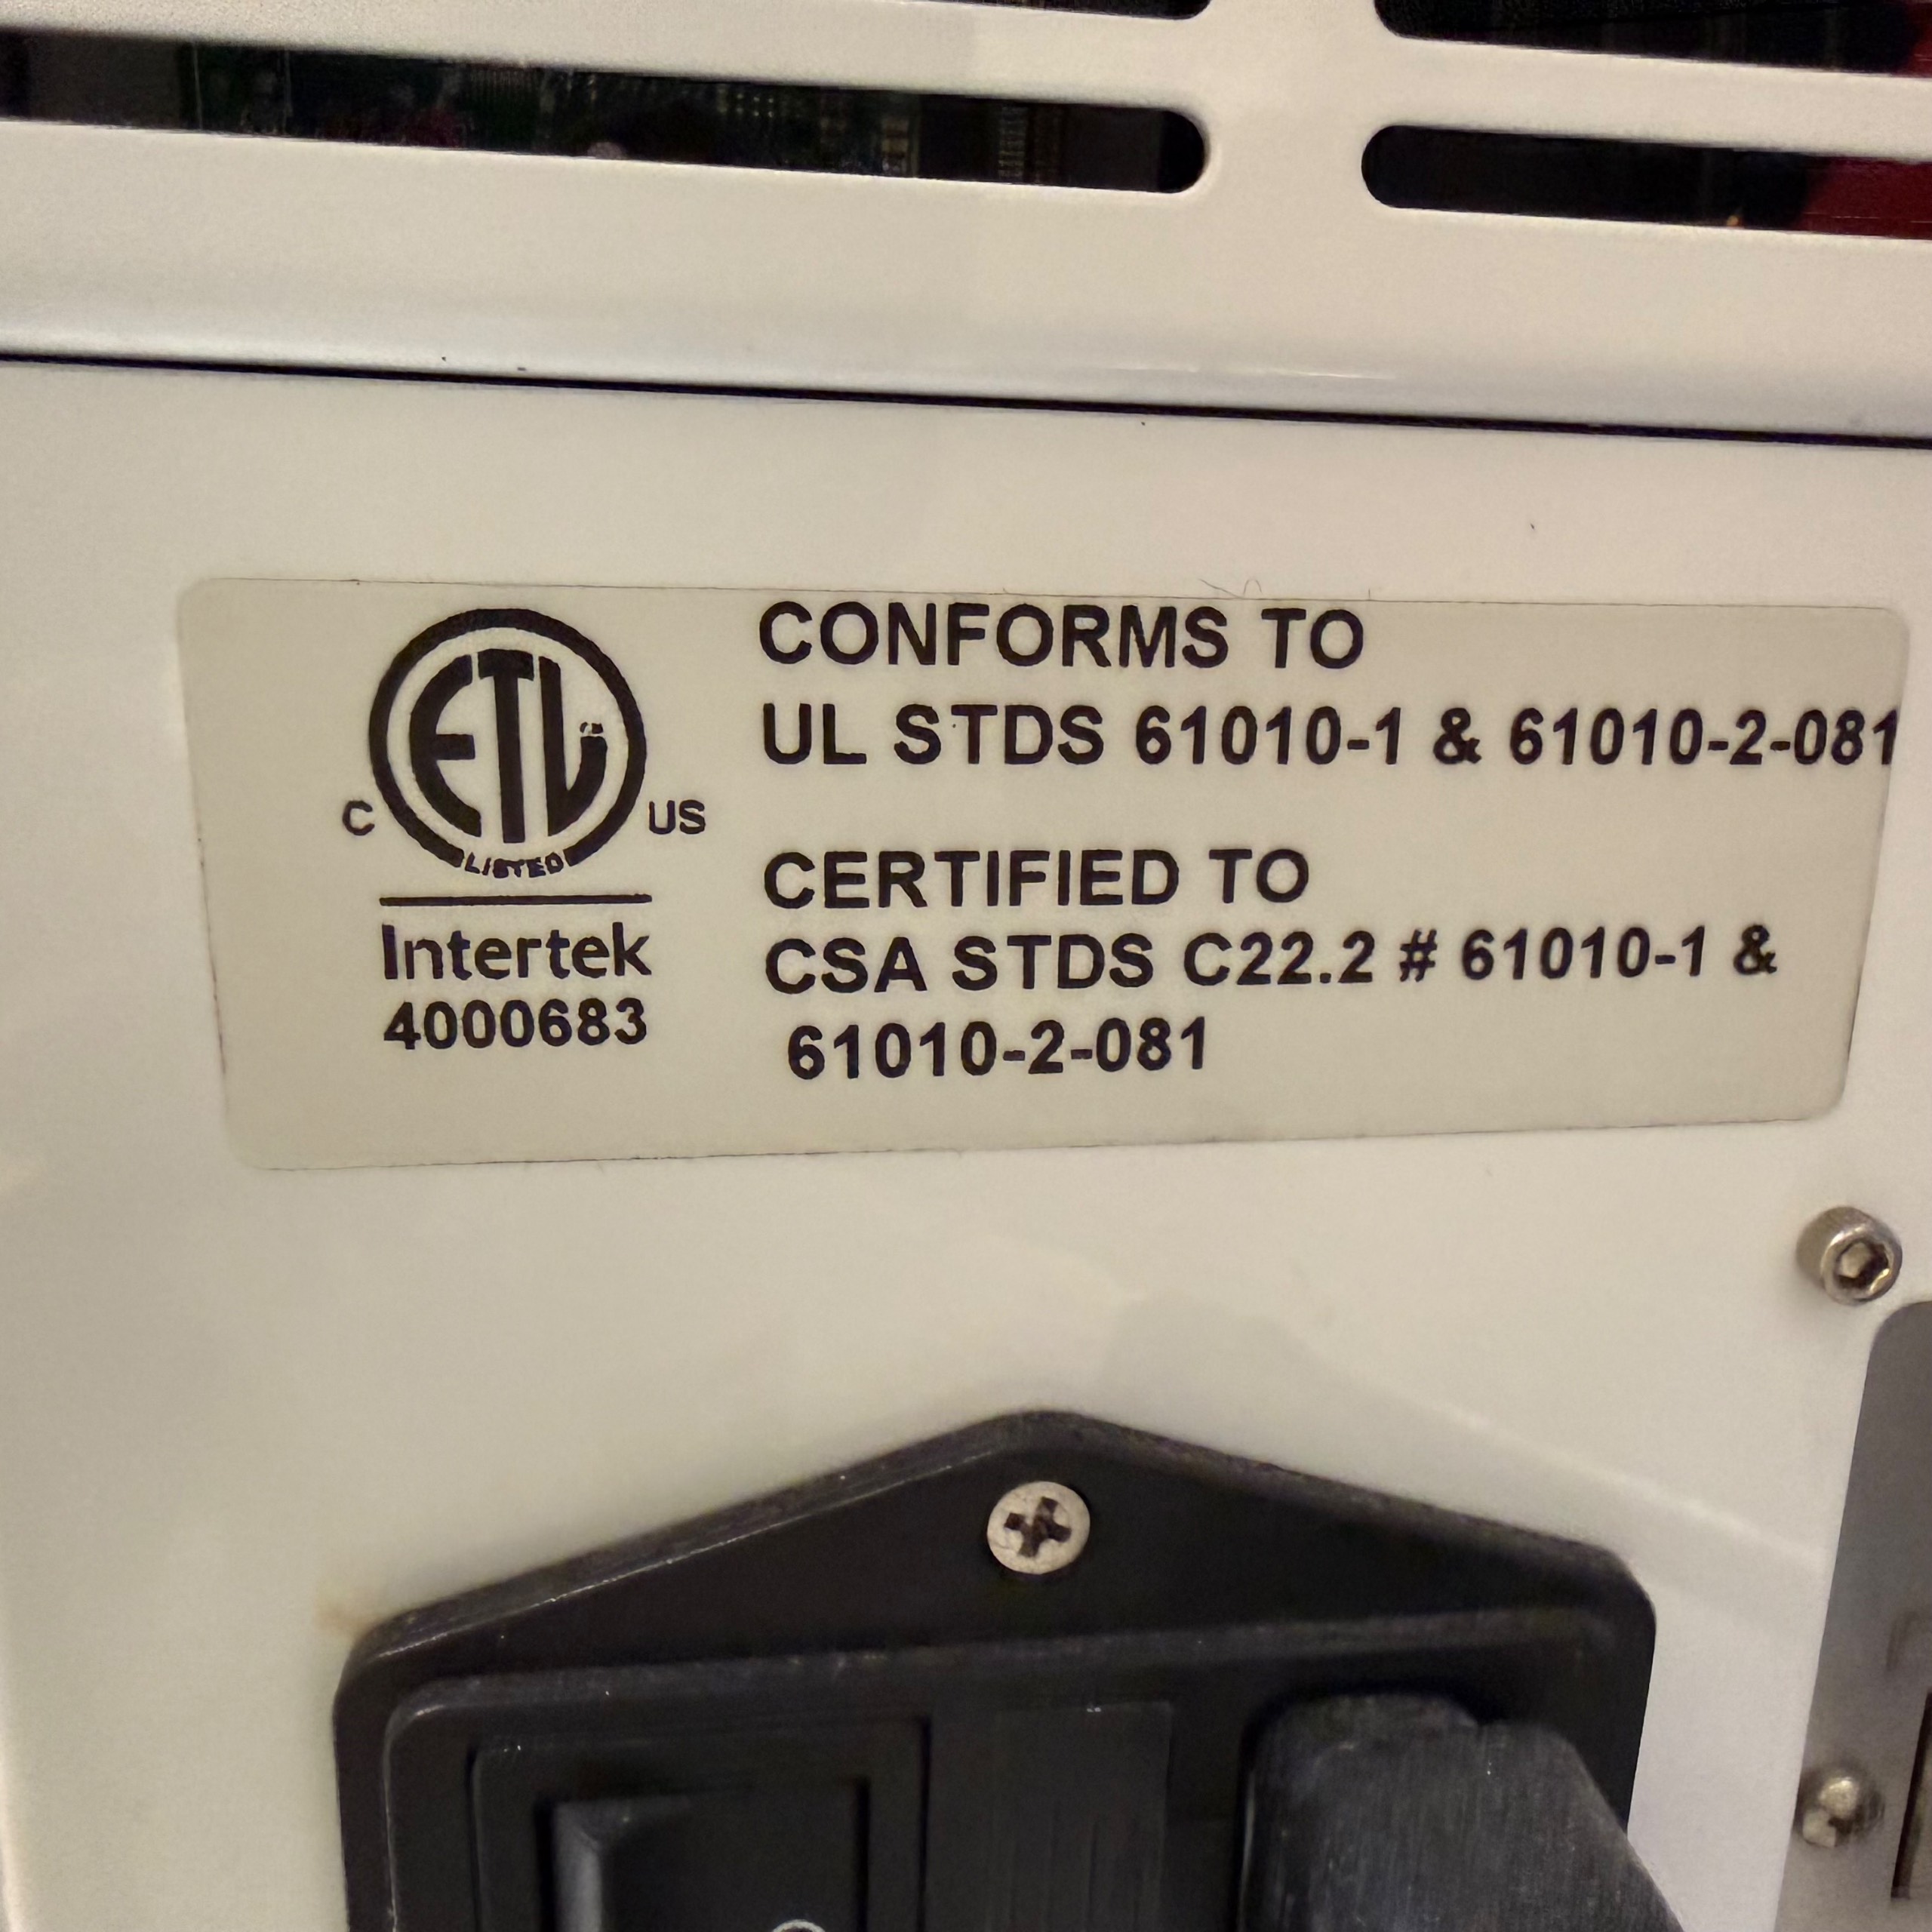 CONFORMS TO
UL STDS 61010-1 & 61010-2-081
ETL
C
US
LISTED
CERTIFIED TO
CSA STDS C22.2 # 61010-1 &
61010-2-081
Intertek
4000683